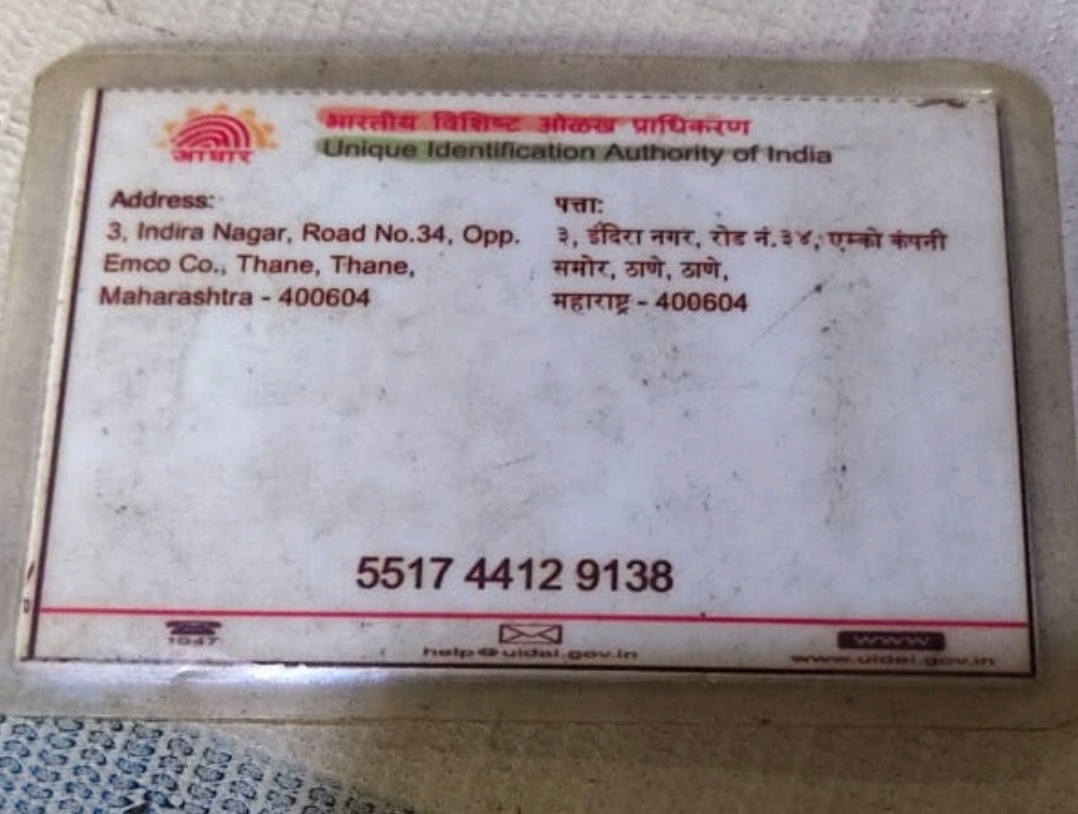 आधार
भारतीय विशिष्ट ओळख प्राधिकरण
Unique Identification Authority of India
Address:
3, Indira Nagar, Road No.34, Opp.
Emco Co., Thane, Thane,
Maharashtra - 400604
पत्ता:
३, इंदिरा नगर, रोड नं.३४, एम्को कंपनी
समोर, ठाणे, ठाणे,
महाराष्ट्र - 400604
5517 4412 9138
1947
help@uidai.gov.in
www
www.uidai.gov.in